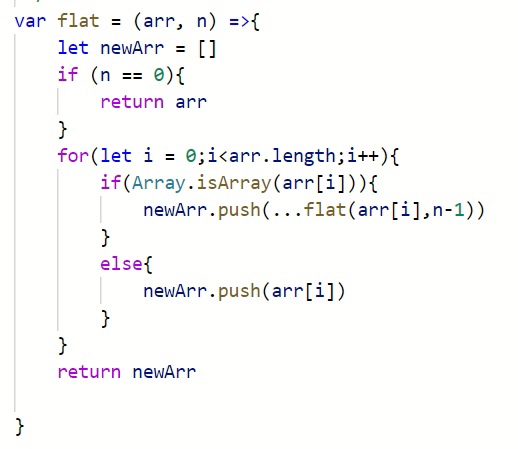 var flat = (arr, n) =>{
    let newArr = []
    if (n == 0){
        return arr
    }
    for(let i = 0;i<arr.length;i++){
        if(Array.isArray(arr[i])){
            newArr.push(...flat(arr[i],n-1))
        }
        else{
            newArr.push(arr[i])
        }
    }
    return newArr
}